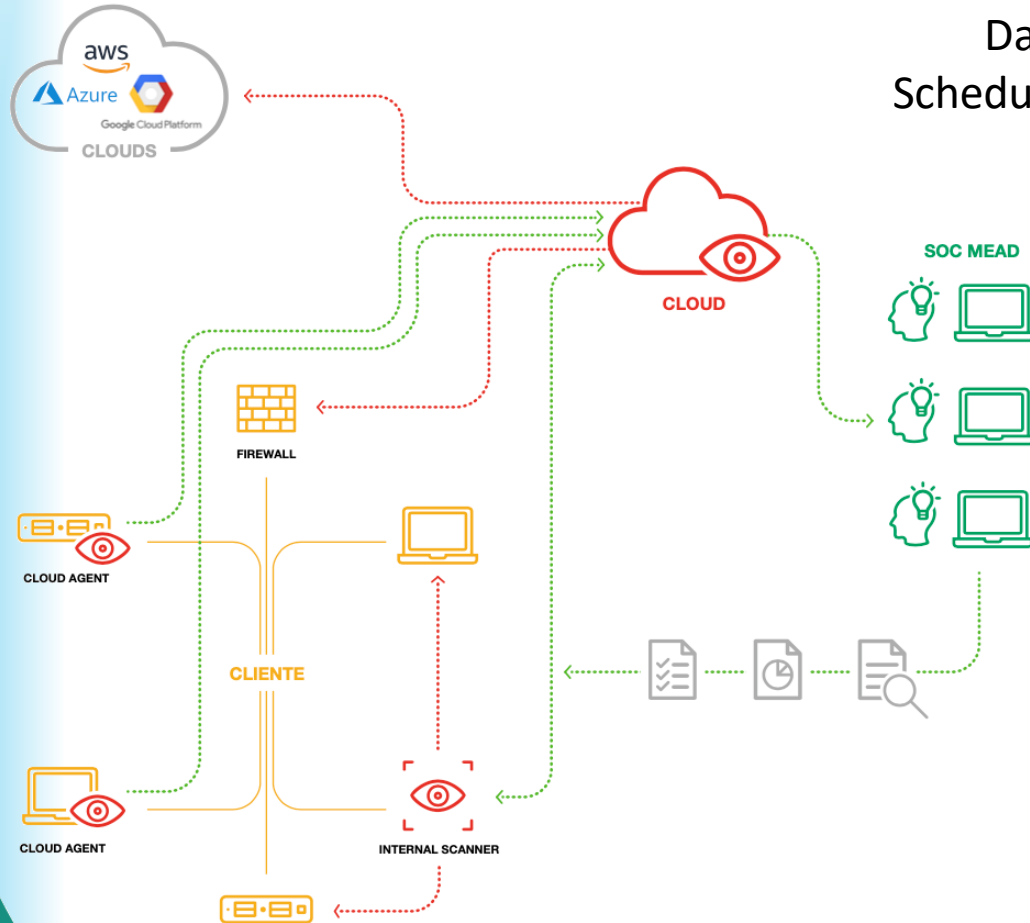 Da
Schedu
aws
Azure
Google Cloud Platform
CLOUDS
SOC MEAD
CLOUD
FIREWALL
CLOUD AGENT
CLIENTE
CLOUD AGENT
INTERNAL SCANNER